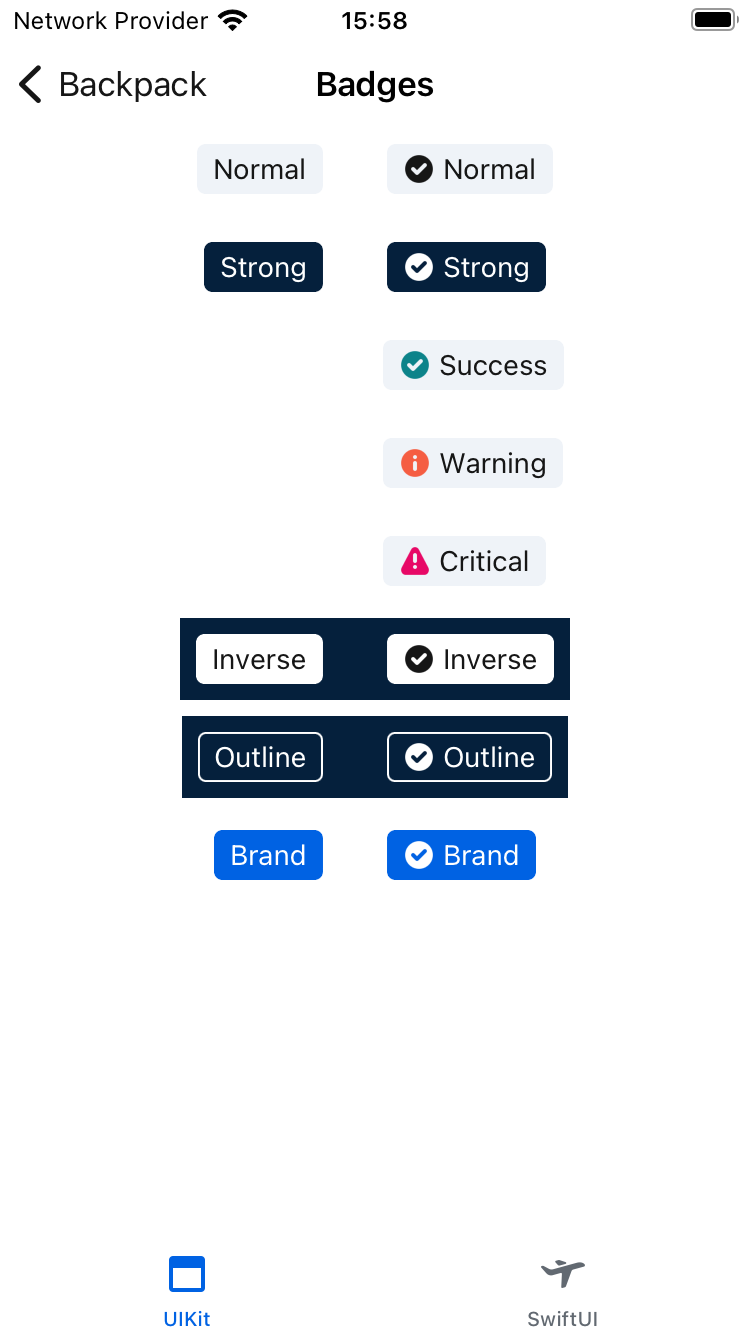 Network Provider 15:58
Backpack Badges
Normal Normal
Strong Strong
Success
Warning
Critical
Inverse Inverse
Outline Outline
Brand Brand
UIKit SwiftUI